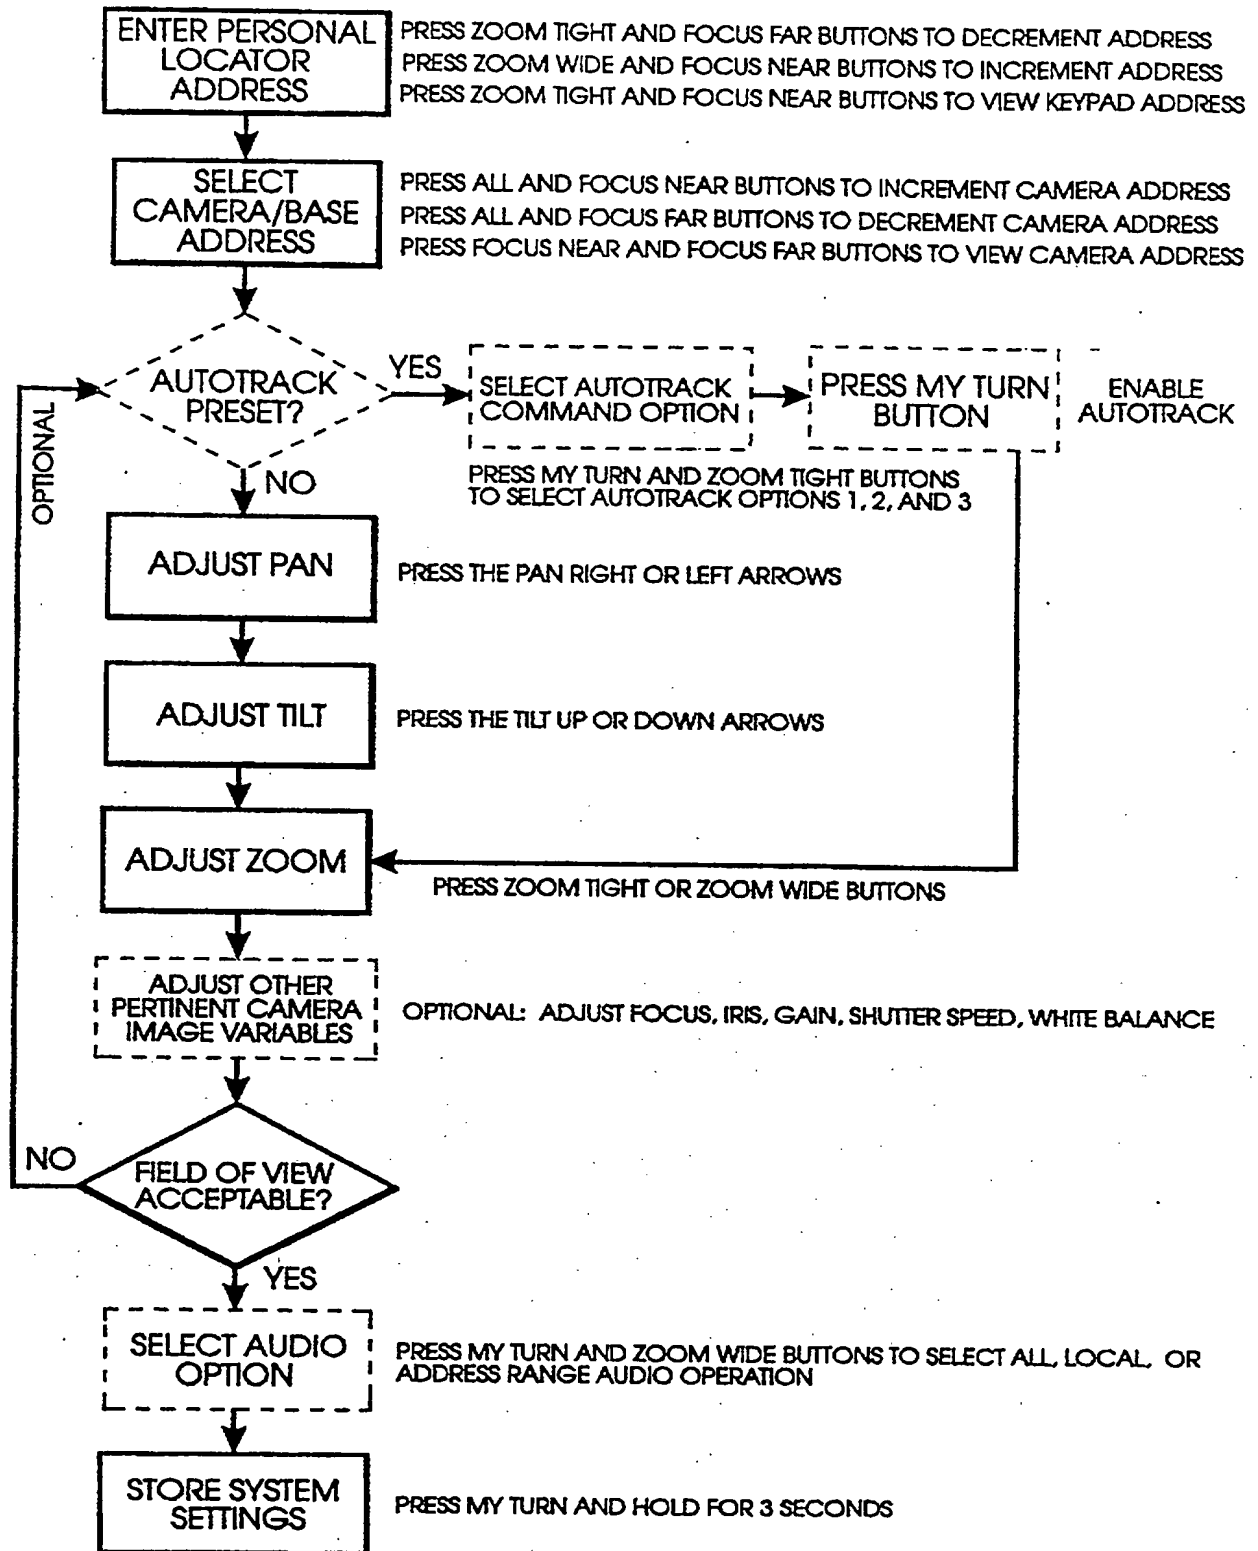 ENTER PERSONAL
LOCATOR
ADDRESS
PRESS ZOOM TIGHT AND FOCUS FAR BUTTONS TO DECREMENT ADDRESS
PRESS ZOOM WIDE AND FOCUS NEAR BUTTONS TO INCREMENT ADDRESS
PRESS ZOOM TIGHT AND FOCUS NEAR BUTTONS TO VIEW KEYPAD ADDRESS
SELECT
CAMERA/BASE
ADDRESS
PRESS ALL AND FOCUS NEAR BUTTONS TO INCREMENT CAMERA ADDRESS
PRESS ALL AND FOCUS FAR BUTTONS TO DECREMENT CAMERA ADDRESS
PRESS FOCUS NEAR AND FOCUS FAR BUTTONS TO VIEW CAMERA ADDRESS
AUTOTRACK
PRESET?
YES
SELECT AUTOTRACK
COMMAND OPTION
PRESS MY TURN
BUTTON
ENABLE
AUTOTRACK
OPTIONAL
NO
PRESS MY TURN AND ZOOM TIGHT BUTTONS
TO SELECT AUTOTRACK OPTIONS 1, 2, AND 3
ADJUST PAN
PRESS THE PAN RIGHT OR LEFT ARROWS
ADJUST TILT
PRESS THE TILT UP OR DOWN ARROWS
ADJUST ZOOM
PRESS ZOOM TIGHT OR ZOOM WIDE BUTTONS
ADJUST OTHER
PERTINENT CAMERA
IMAGE VARIABLES
OPTIONAL: ADJUST FOCUS, IRIS, GAIN, SHUTTER SPEED, WHITE BALANCE
NO
FIELD OF VIEW
ACCEPTABLE?
YES
SELECT AUDIO
OPTION
PRESS MY TURN AND ZOOM WIDE BUTTONS TO SELECT ALL, LOCAL, OR
ADDRESS RANGE AUDIO OPERATION
STORE SYSTEM
SETTINGS
PRESS MY TURN AND HOLD FOR 3 SECONDS